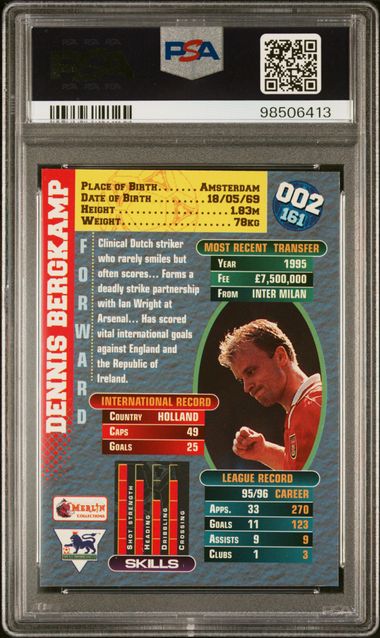 PSA
98506413
DENNIS BERGKAMP
FORWARD
PLACE OF BIRTH.... AMSTERDAM
DATE OF BIRTH ........ 18/05/69
HEIGHT ........................ 1.83M
WEIGHT......................... 78KG
002
161
Clinical Dutch striker
who rarely smiles but
often scores... Forms a
deadly strike partnership
with Ian Wright at
Arsenal... Has scored
vital international goals
against England and
the Republic of
Ireland.
MOST RECENT TRANSFER
YEAR 1995
FEE £7,500,000
FROM INTER MILAN
INTERNATIONAL RECORD
COUNTRY HOLLAND
CAPS 49
GOALS 25
MERLIN
COLLECTIONS
SHOT STRENGTH
HEADING
DRIBBLING
CROSSING
SKILLS
LEAGUE RECORD
95/96 CAREER
APPS. 33 270
GOALS 11 123
ASSISTS 9 9
CLUBS 1 3